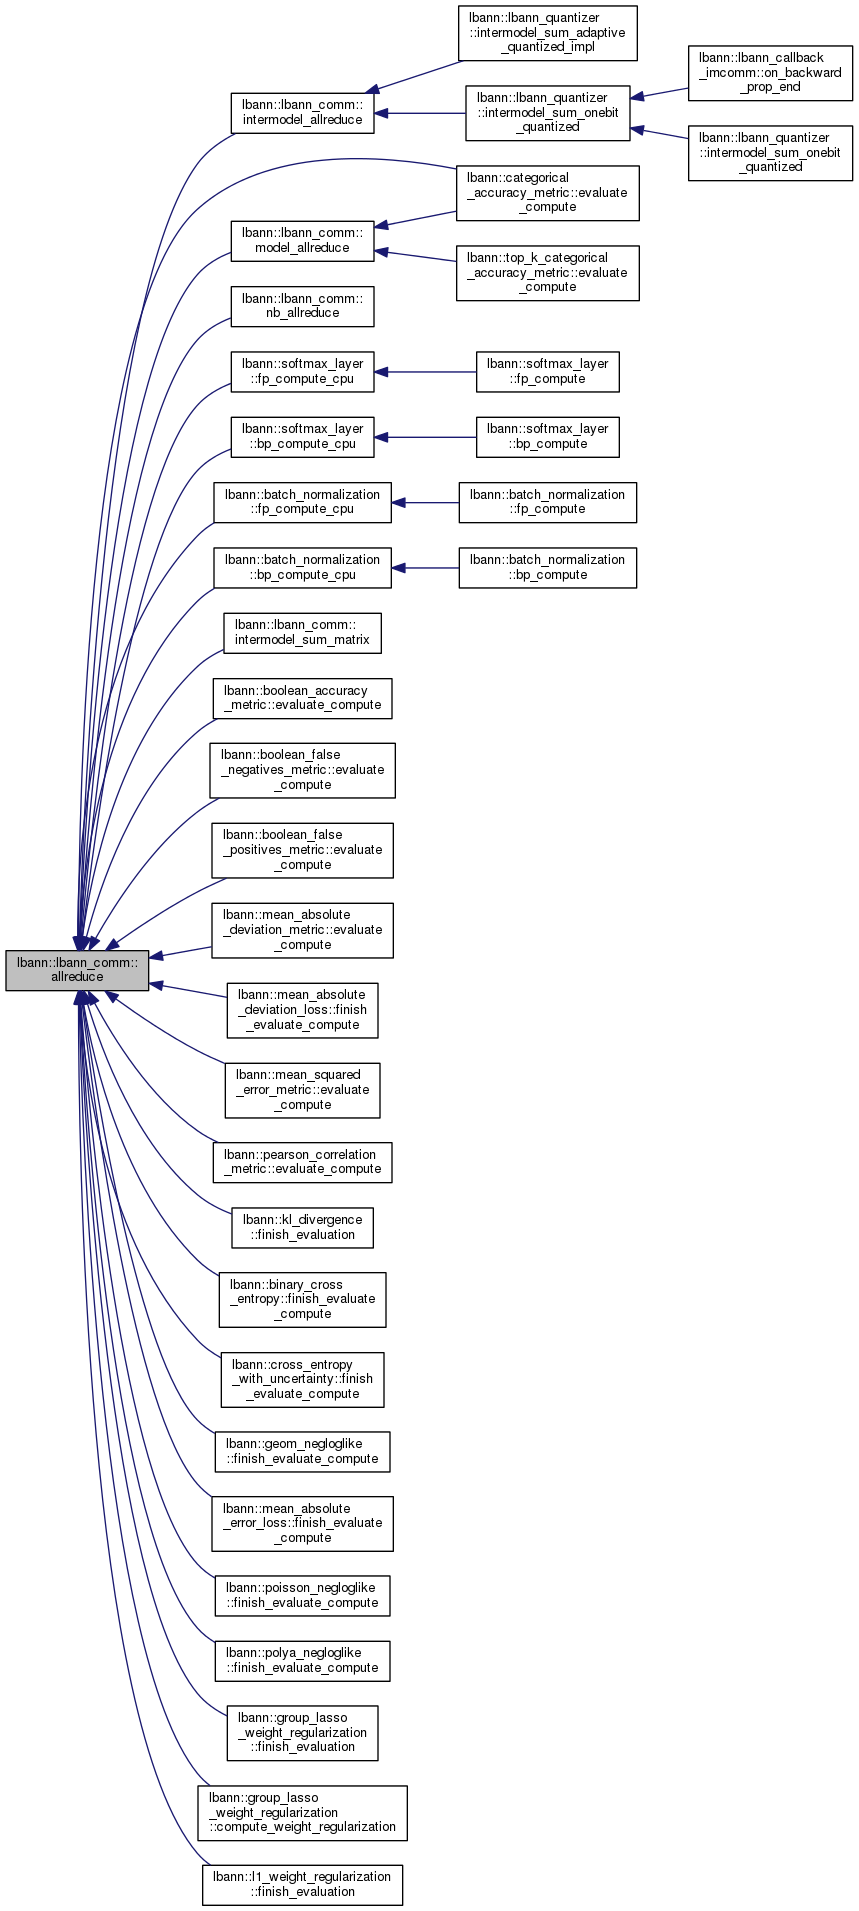 lbann::lbann_quantizer
::intermodel_sum_adaptive
_quantized_impl
lbann::lbann_callback
_imcomm::on_backward
_prop_end
lbann::lbann_comm::
intermodel_allreduce
lbann::lbann_quantizer
::intermodel_sum_onebit
_quantized
lbann::lbann_quantizer
::intermodel_sum_onebit
_quantized
lbann::categorical
_accuracy_metric::evaluate
_compute
lbann::lbann_comm::
model_allreduce
lbann::top_k_categorical
_accuracy_metric::evaluate
_compute
lbann::lbann_comm::
nb_allreduce
lbann::softmax_layer
::fp_compute_cpu
lbann::softmax_layer
::fp_compute
lbann::softmax_layer
::bp_compute_cpu
lbann::softmax_layer
::bp_compute
lbann::batch_normalization
::fp_compute_cpu
lbann::batch_normalization
::fp_compute
lbann::batch_normalization
::bp_compute_cpu
lbann::batch_normalization
::bp_compute
lbann::lbann_comm::
intermodel_sum_matrix
lbann::boolean_accuracy
_metric::evaluate_compute
lbann::boolean_false
_negatives_metric::evaluate
_compute
lbann::boolean_false
_positives_metric::evaluate
_compute
lbann::mean_absolute
_deviation_metric::evaluate
_compute
lbann::lbann_comm::
allreduce
lbann::mean_absolute
_deviation_loss::finish
_evaluate_compute
lbann::mean_squared
_error_metric::evaluate
_compute
lbann::pearson_correlation
_metric::evaluate_compute
lbann::kl_divergence
::finish_evaluation
lbann::binary_cross
_entropy::finish_evaluate
_compute
lbann::cross_entropy
_with_uncertainty::finish
_evaluate_compute
lbann::geom_negloglike
::finish_evaluate_compute
lbann::mean_absolute
_error_loss::finish_evaluate
_compute
lbann::poisson_negloglike
::finish_evaluate_compute
lbann::polya_negloglike
::finish_evaluate_compute
lbann::group_lasso
_weight_regularization
::finish_evaluation
lbann::group_lasso
_weight_regularization
::compute_weight_regularization
lbann::l1_weight_regularization
::finish_evaluation